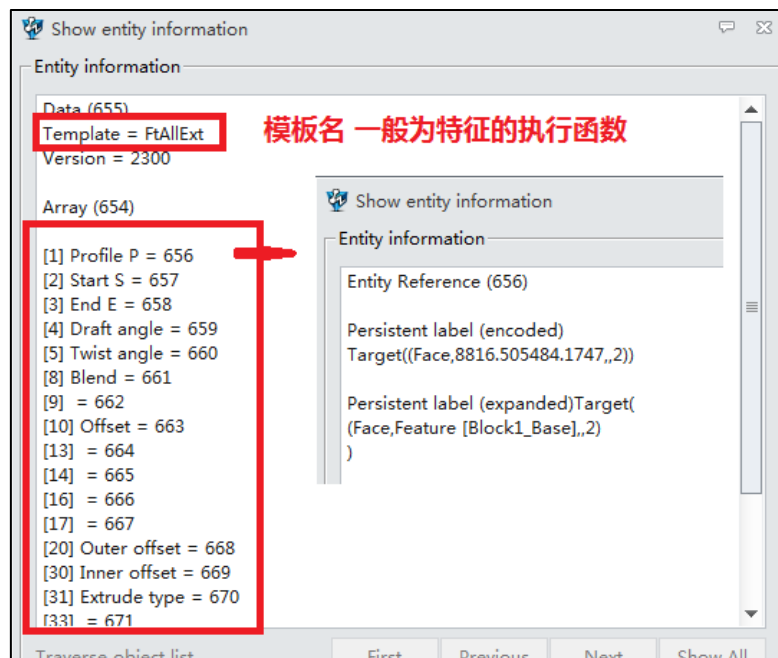 Show entity information
Entity information
Data (655)
Template = FtAllExt
模板名 一般为特征的执行函数
Version = 2300
Array (654)
[1] Profile P = 656
[2] Start S = 657
[3] End E = 658
[4] Draft angle = 659
[5] Twist angle = 660
[8] Blend = 661
[9]  = 662
[10] Offset = 663
[13]  = 664
[14]  = 665
[16]  = 666
[17]  = 667
[20] Outer offset = 668
[30] Inner offset = 669
[31] Extrude type = 670
[33]  = 671
Show entity information
Entity information
Entity Reference (656)
Persistent label (encoded)
Target((Face,8816.505484.1747,,2))
Persistent label (expanded)Target(
(Face,Feature [Block1_Base],,2)
)
Traverse object list
First
Previous
Next
Show All